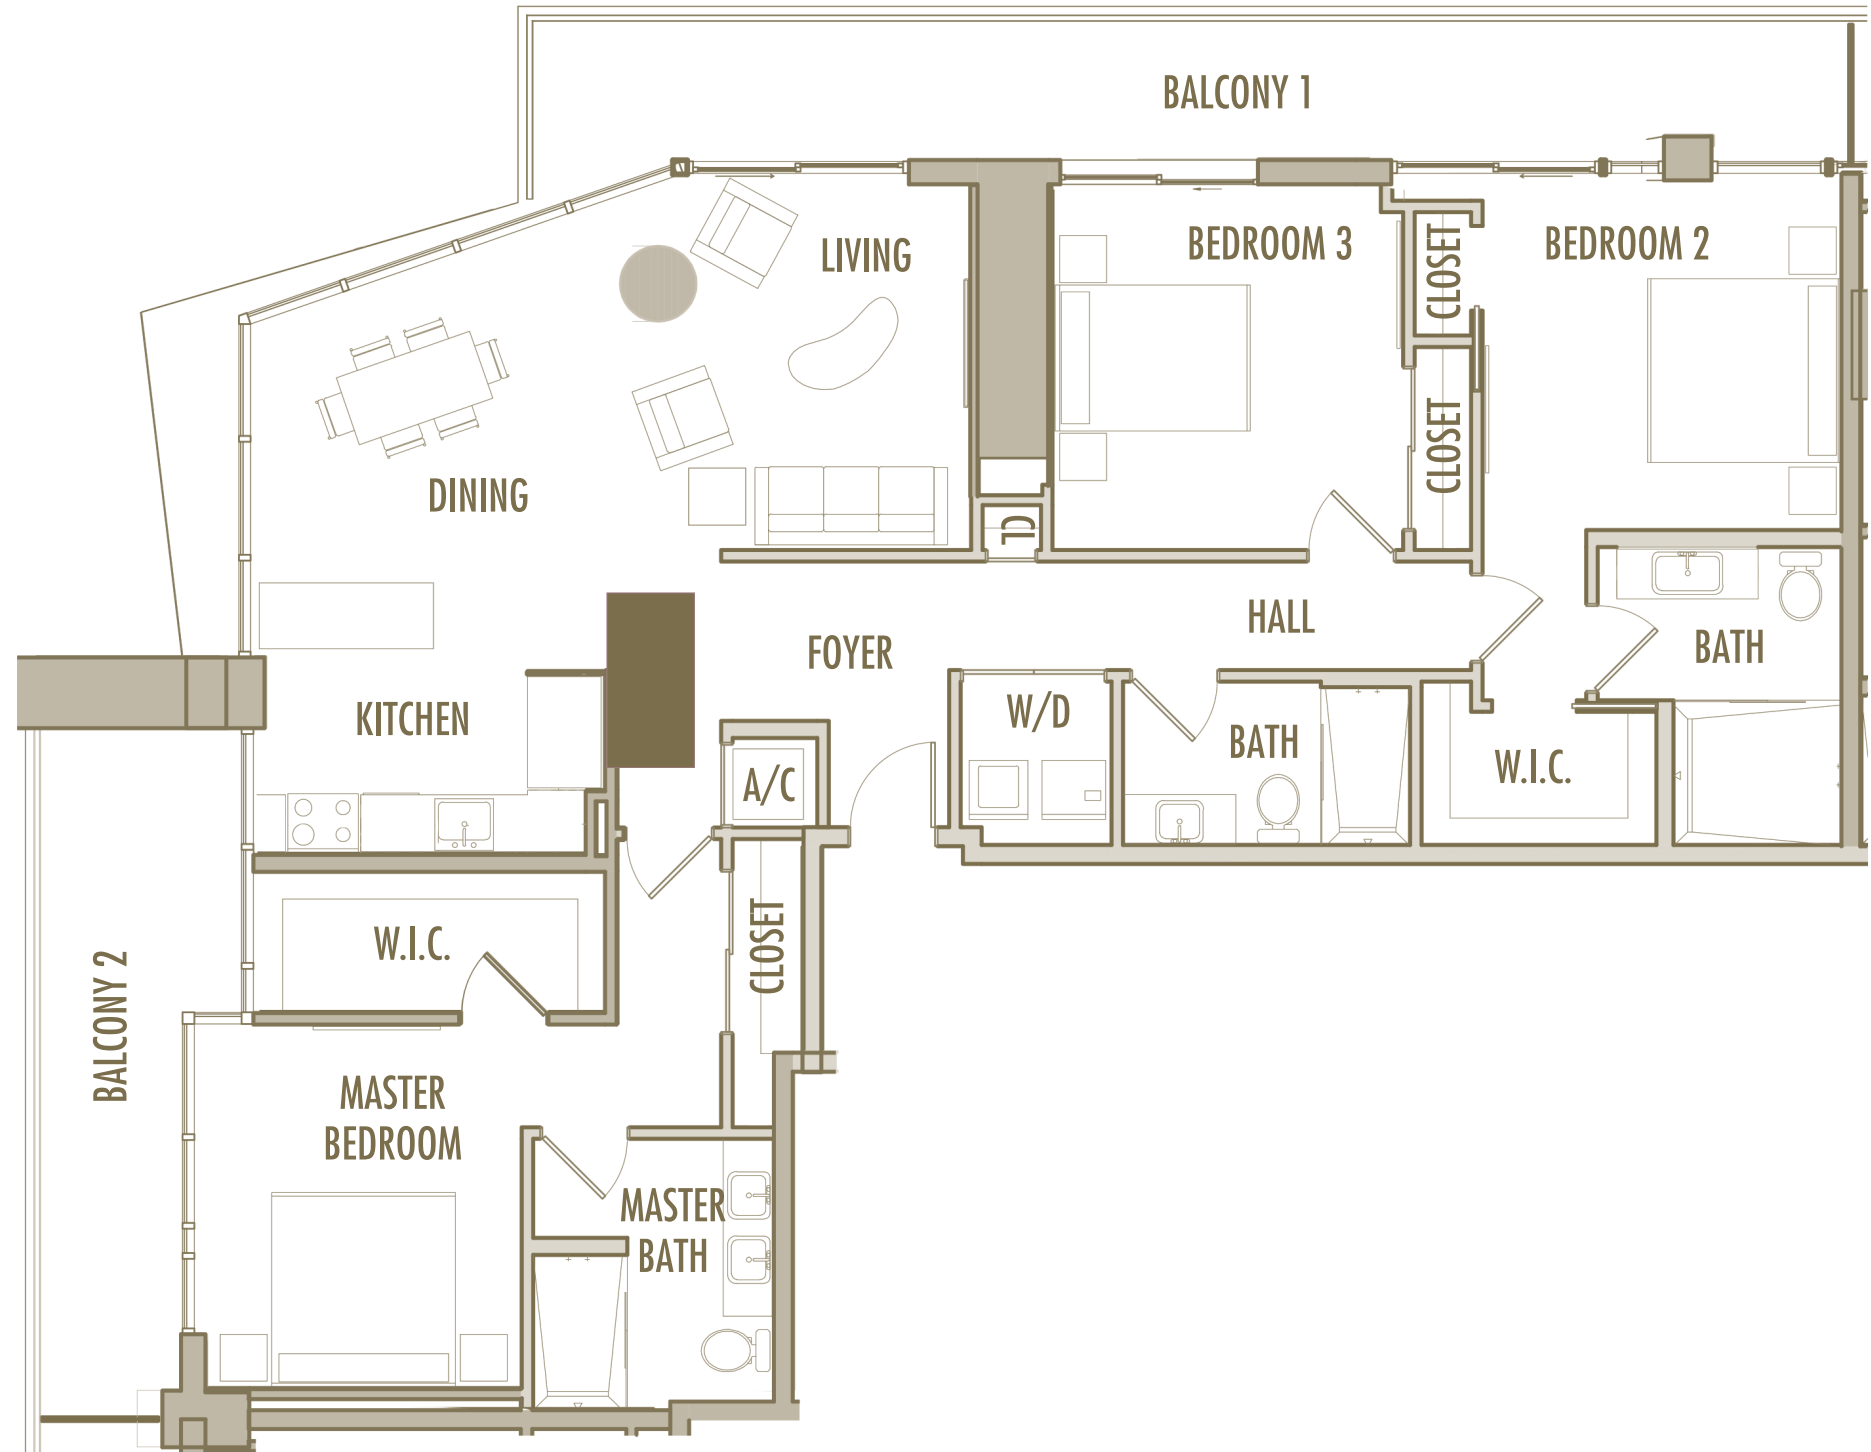 BALCONY 1
LIVING
BEDROOM 3
CLOSET
BEDROOM 2
CLOSET
DINING
CL
HALL
FOYER
BATH
KITCHEN
W/D
BATH
W.I.C.
A/C
W.I.C.
CLOSET
BALCONY 2
MASTER
BEDROOM
MASTER
BATH